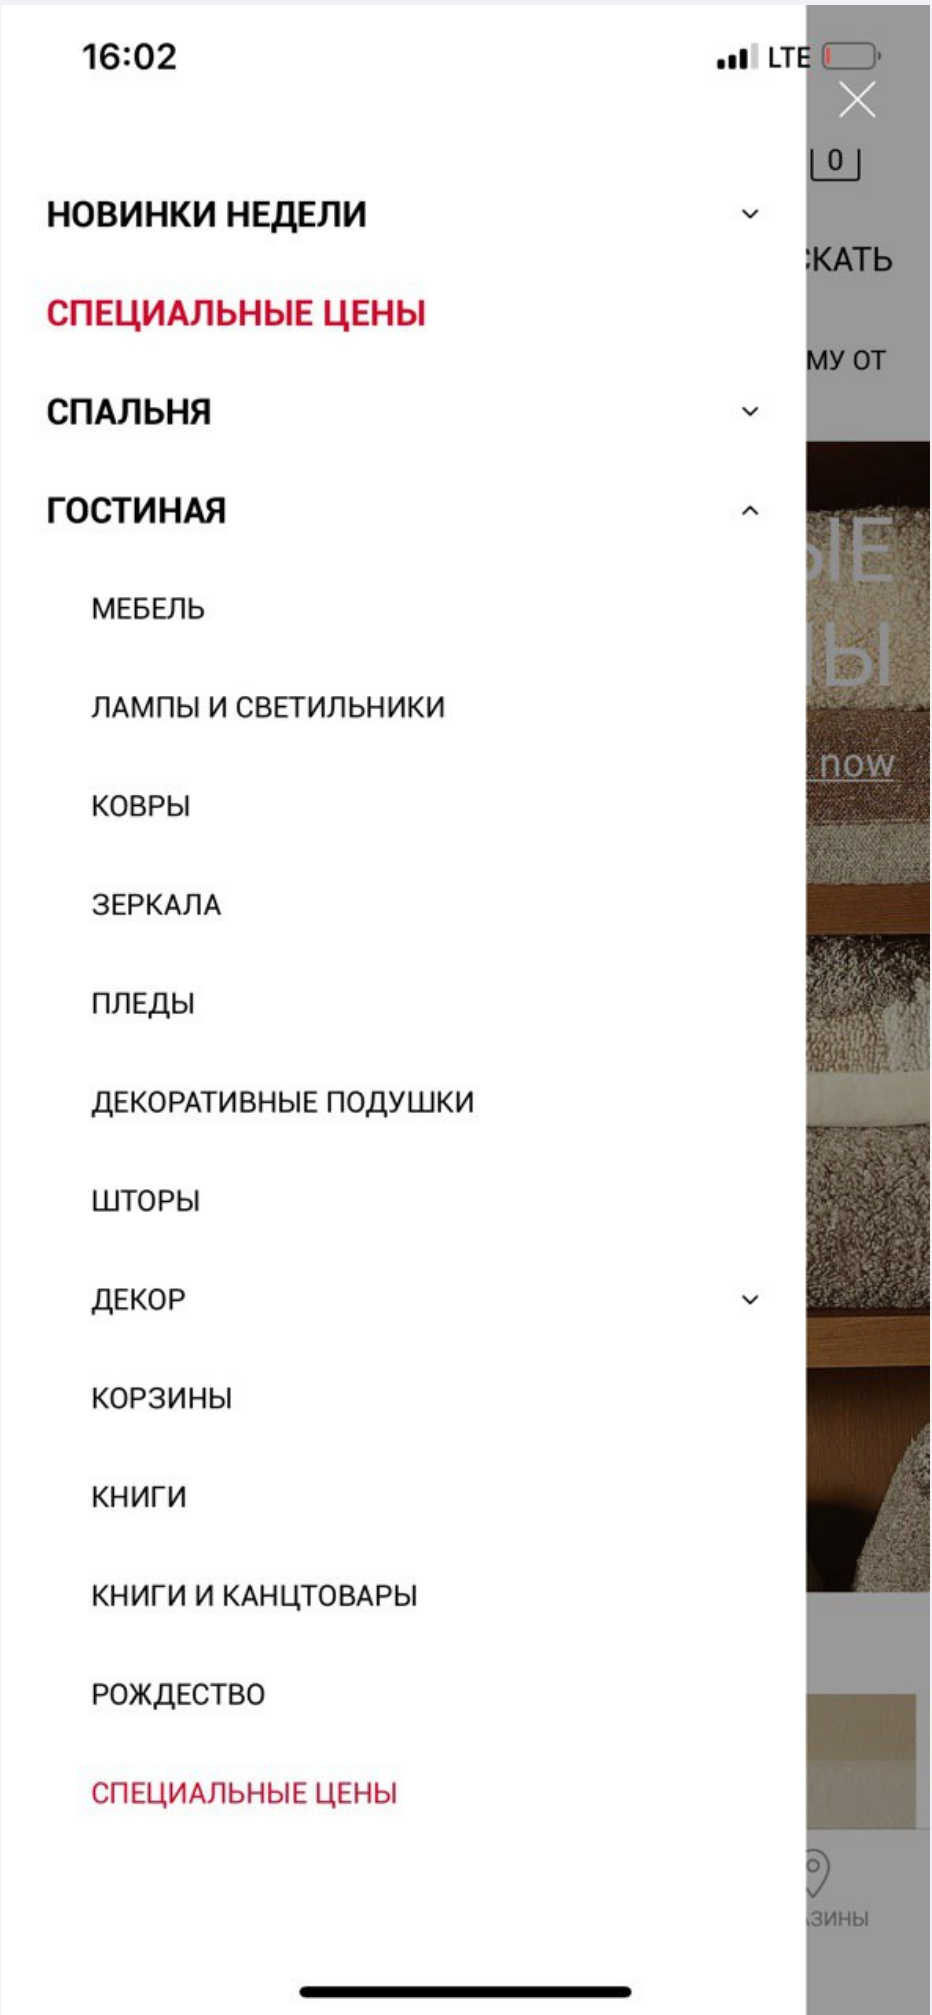 16:02
LTE
0
НОВИНКИ НЕДЕЛИ
СПЕЦИАЛЬНЫЕ ЦЕНЫ
СПАЛЬНЯ
ГОСТИНАЯ
МЕБЕЛЬ
ЛАМПЫ И СВЕТИЛЬНИКИ
now
КОВРЫ
ЗЕРКАЛА
ПЛЕДЫ
ДЕКОРАТИВНЫЕ ПОДУШКИ
ШТОРЫ
ДЕКОР
КОРЗИНЫ
КНИГИ
КНИГИ И КАНЦТОВАРЫ
РОЖДЕСТВО
СПЕЦИАЛЬНЫЕ ЦЕНЫ